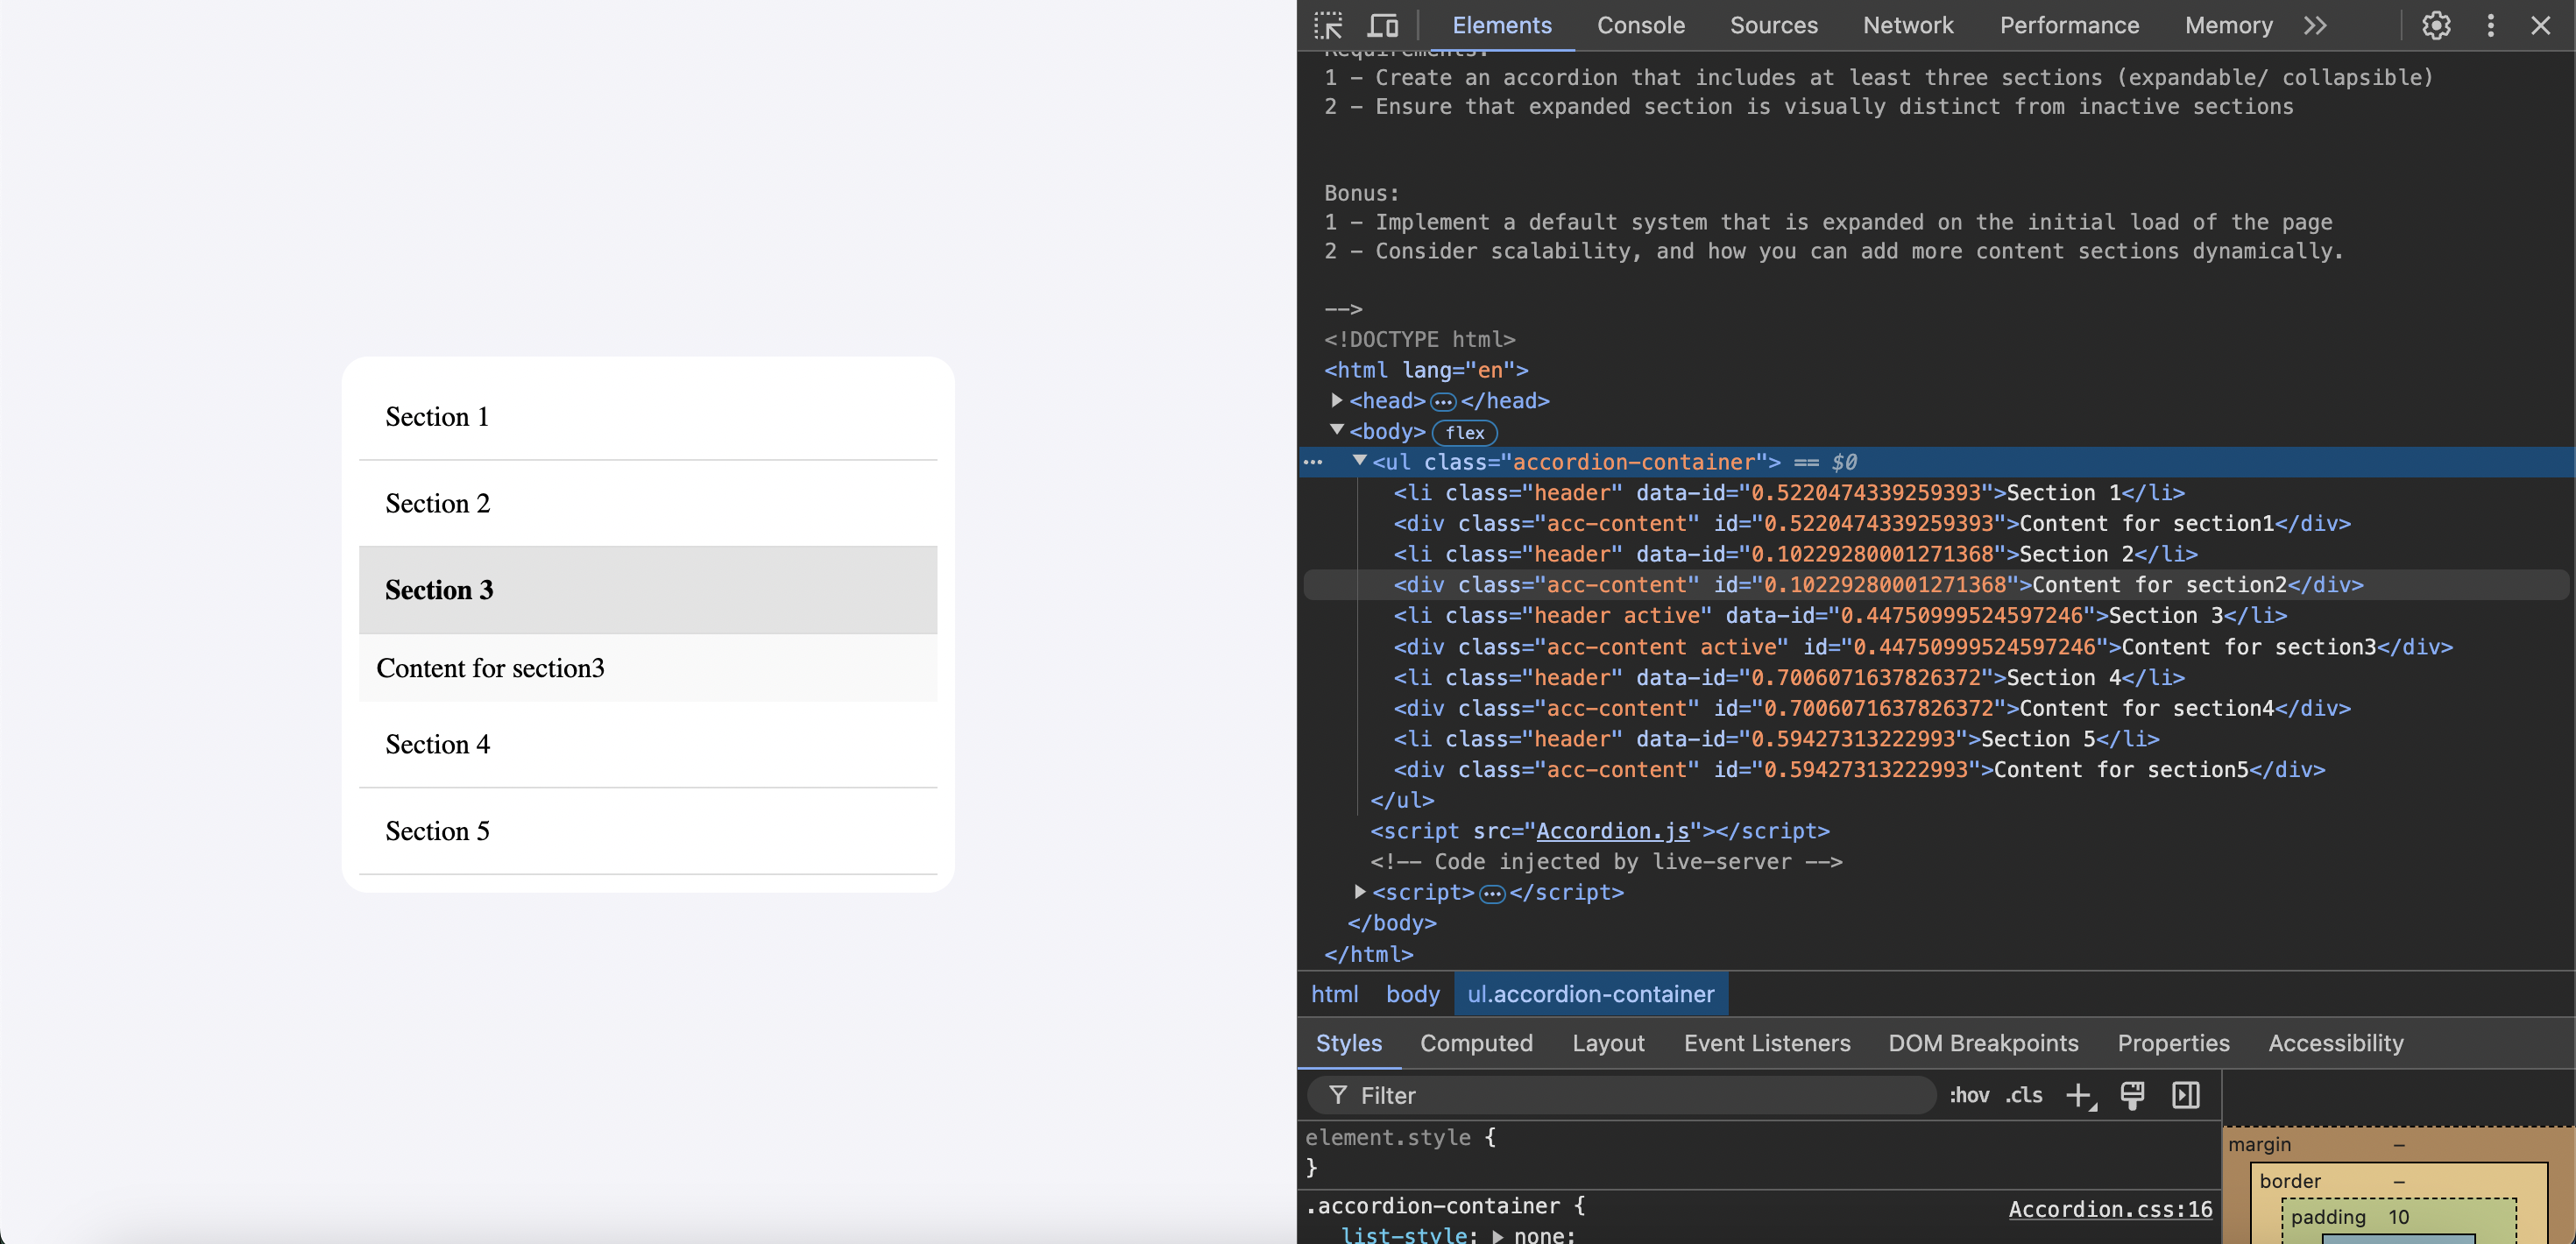 Section 1
Section 2
Section 3
Content for section3
Section 4
Section 5
Elements Console Sources Network Performance Memory
Requirements:
1 - Create an accordion that includes at least three sections (expandable/ collapsible)
2 - Ensure that expanded section is visually distinct from inactive sections
Bonus:
1 - Implement a default system that is expanded on the initial load of the page
2 - Consider scalability, and how you can add more content sections dynamically.
-->
<!DOCTYPE html>
<html lang="en">
<head>…</head>
<body> flex
<ul class="accordion-container"> == $0
<li class="header" data-id="0.5220474339259393">Section 1</li>
<div class="acc-content" id="0.5220474339259393">Content for section1</div>
<li class="header" data-id="0.10229280001271368">Section 2</li>
<div class="acc-content" id="0.10229280001271368">Content for section2</div>
<li class="header active" data-id="0.44750999524597246">Section 3</li>
<div class="acc-content active" id="0.44750999524597246">Content for section3</div>
<li class="header" data-id="0.7006071637826372">Section 4</li>
<div class="acc-content" id="0.7006071637826372">Content for section4</div>
<li class="header" data-id="0.59427313222993">Section 5</li>
<div class="acc-content" id="0.59427313222993">Content for section5</div>
</ul>
<script src="Accordion.js"></script>
<!-- Code injected by live-server -->
<script>…</script>
</body>
</html>
html body ul.accordion-container
Styles Computed Layout Event Listeners DOM Breakpoints Properties Accessibility
Filter :hov .cls
element.style {
}
.accordion-container { Accordion.css:16
list-style: none;
margin –
border –
padding 10